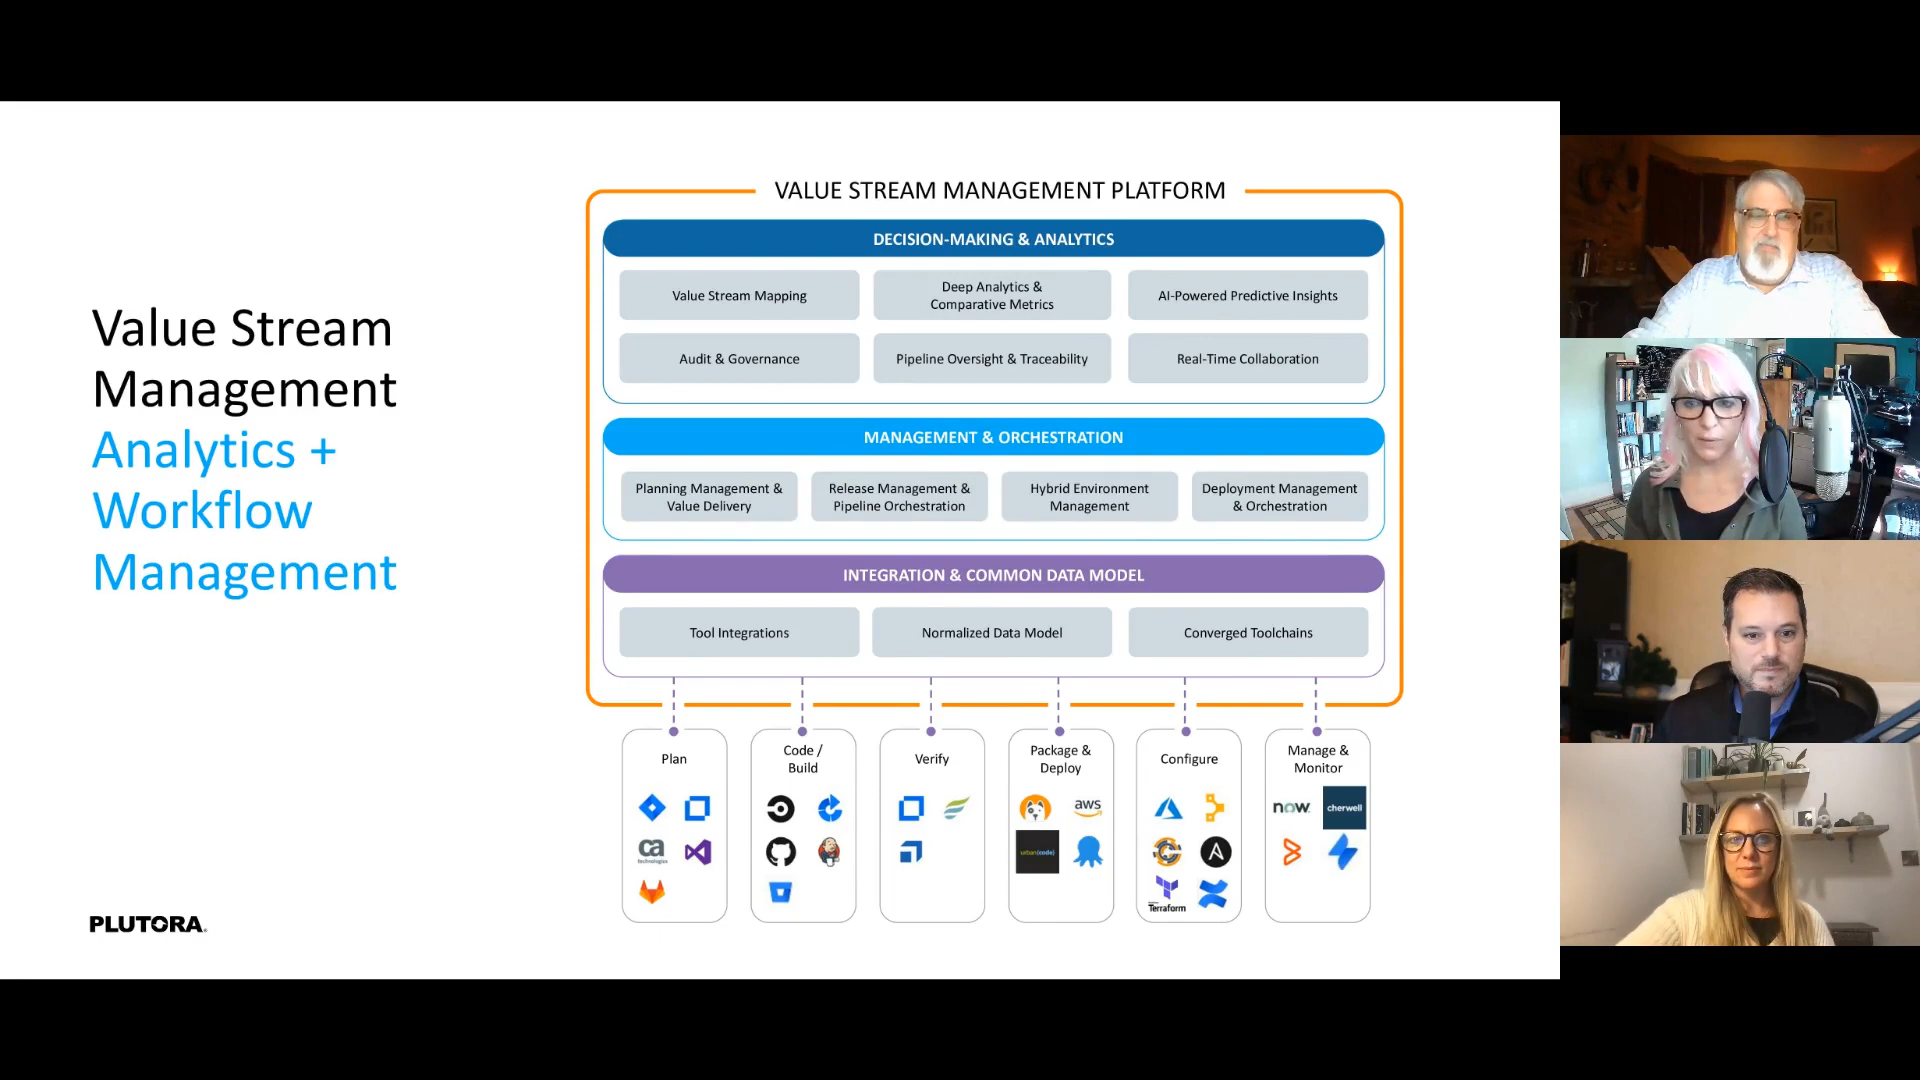 Value Stream
Management
Analytics +
Workflow
Management
PLUTORA
VALUE STREAM MANAGEMENT PLATFORM
DECISION-MAKING & ANALYTICS
Value Stream Mapping
Deep Analytics &
Comparative Metrics
AI-Powered Predictive Insights
Audit & Governance
Pipeline Oversight & Traceability
Real-Time Collaboration
MANAGEMENT & ORCHESTRATION
Planning Management &
Value Delivery
Release Management &
Pipeline Orchestration
Hybrid Environment
Management
Deployment Management
& Orchestration
INTEGRATION & COMMON DATA MODEL
Tool Integrations
Normalized Data Model
Converged Toolchains
Plan
ca
technologies
Code /
Build
Verify
Package &
Deploy
aws
urban{code}
Configure
Terraform
Manage &
Monitor
now.
cherwell